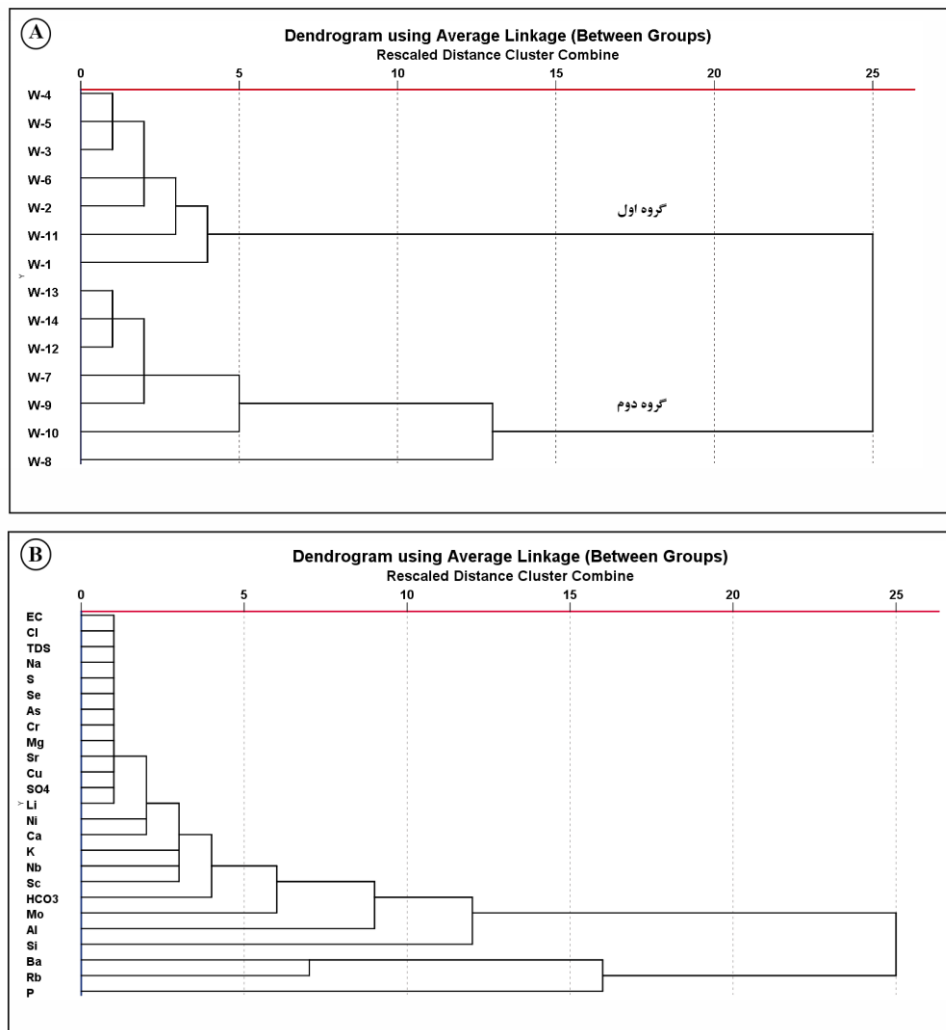 A
Dendrogram using Average Linkage (Between Groups)
Rescaled Distance Cluster Combine
0 5 10 15 20 25
W-4
W-5
W-3
W-6
W-2
گروه اول
W-11
W-1
Y
W-13
W-14
W-12
W-7
W-9
گروه دوم
W-10
W-8
B
Dendrogram using Average Linkage (Between Groups)
Rescaled Distance Cluster Combine
0 5 10 15 20 25
EC
Cl
TDS
Na
S
Se
As
Cr
Mg
Sr
Cu
SO4
Y Li
Ni
Ca
K
Nb
Sc
HCO3
Mo
Al
Si
Ba
Rb
P